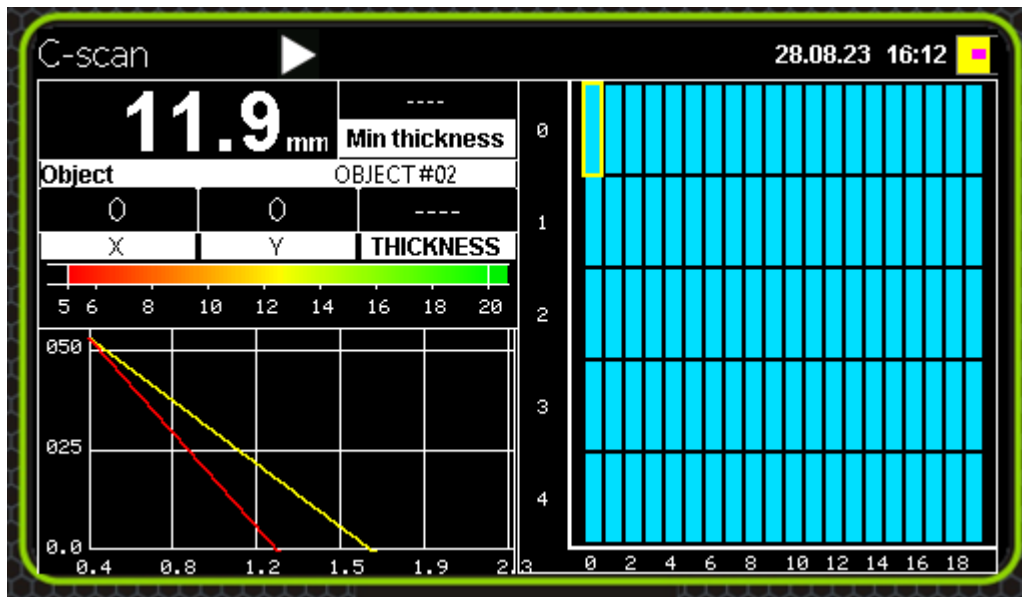 C-scan 28.08.23 16:12
11.9 mm ----
Min thickness
Object OBJECT #02
0 0 ----
X Y THICKNESS
5 6 8 10 12 14 16 18 20
050
025
0.0
0.4 0.8 1.2 1.5 1.9 2.3
0
1
2
3
4
0 2 4 6 8 10 12 14 16 18